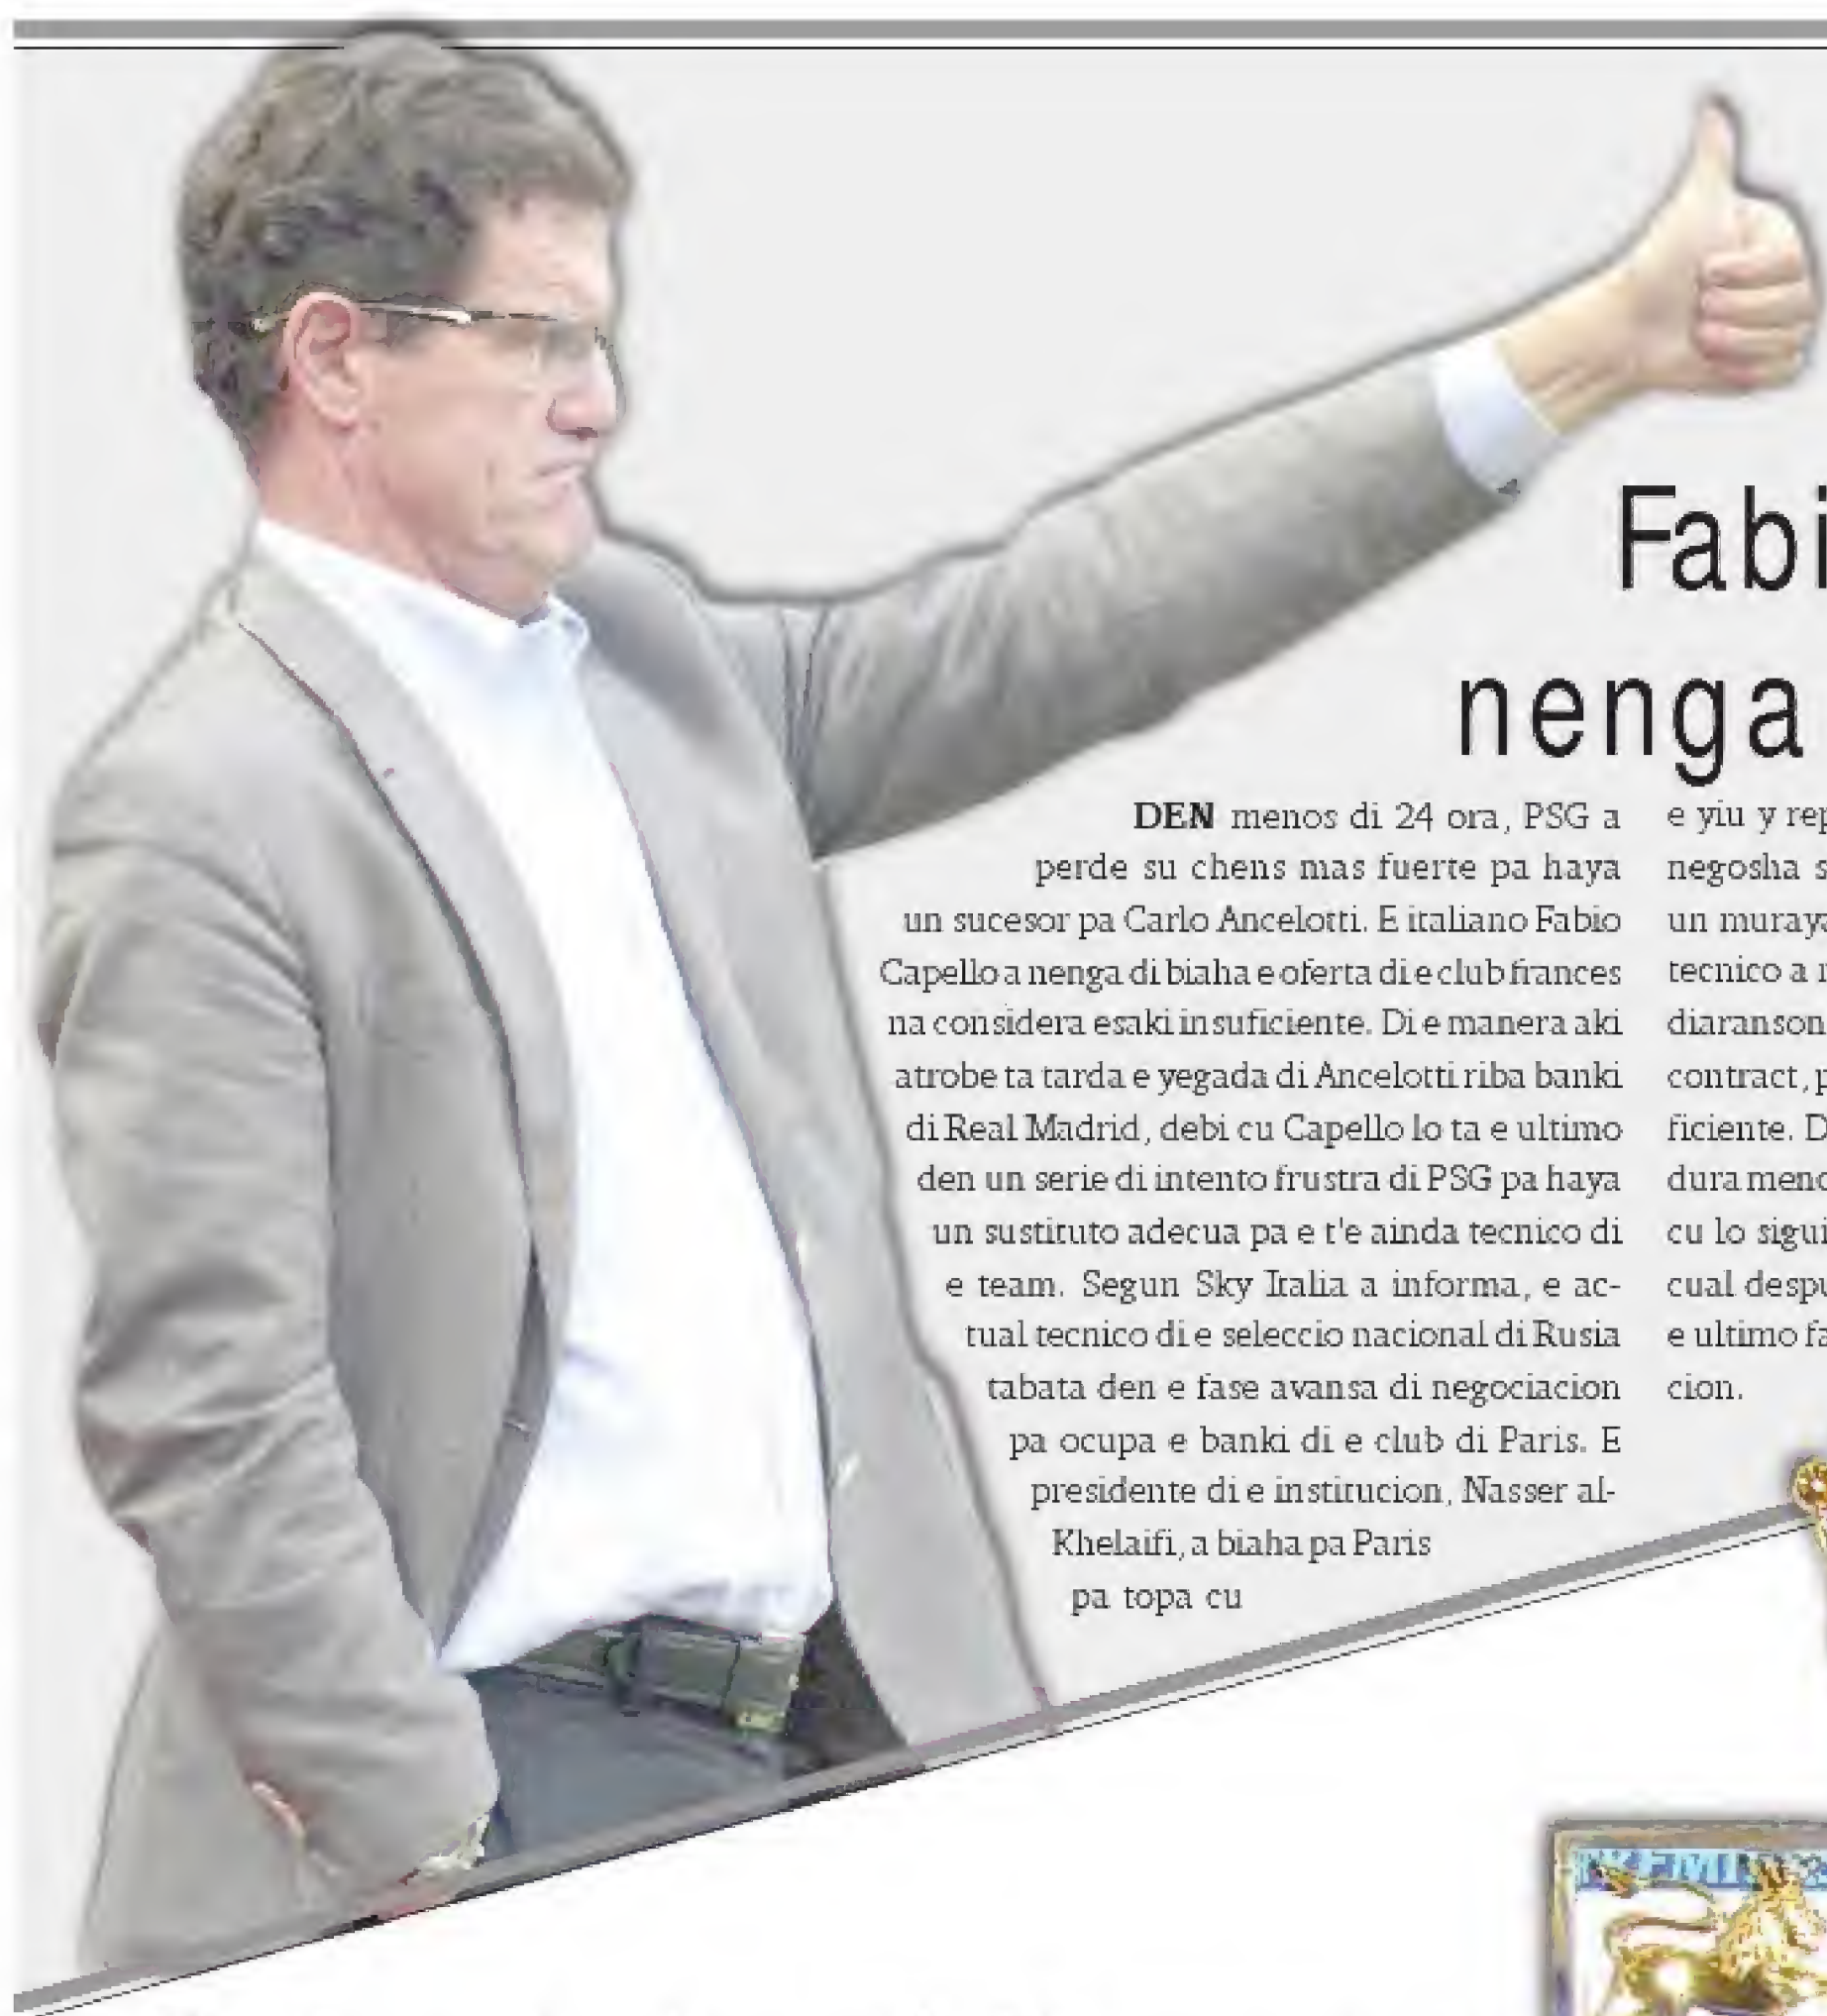 Fabi
nenga
DEN menos di 24 ora, PSG a
perde su chens mas fuerte pa haya
un sucesor pa Carlo Ancelotti. E italiano Fabio
Capello a nenga di biaha e oferta di e club frances
na considera esaki insuficiente. Di e manera aki
atrobe ta tarda e yegada di Ancelotti riba banki
di Real Madrid, debi cu Capello lo ta e ultimo
den un serie di intento frustra di PSG pa haya
un sustituto adecua pa e t'e ainda tecnico di
e team. Segun Sky Italia a informa, e ac-
tual tecnico di e seleccio nacional di Rusia
tabata den e fase avansa di negociacion
pa ocupa e banki di e club di Paris. E
presidente di e institucion, Nasser al-
Khelaifi, a biaha pa Paris
pa topa cu
e yiu y rep
negosha s
un muraya
tecnico a
diaranson
contract, p
ficiente. D
dura meno
cu lo sigui
cual despu
e ultimo fa
cion.